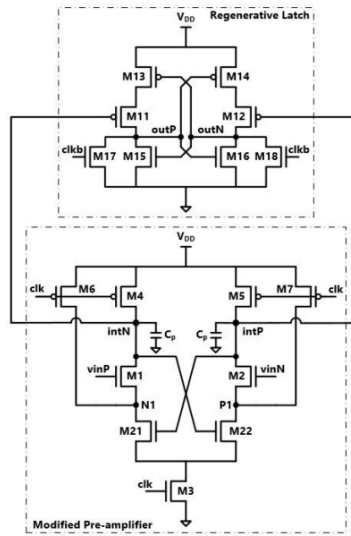 Regenerative Latch
VDD
M13 M14
M11 M12
outP outN
clkb M17 M15 M16 M18 clkb
VDD
clk M6 M4 M5 M7 clk
intN intP
Cp Cp
vinP M1 M2 vinN
N1 P1
M21 M22
clk M3
Modified Pre-amplifier